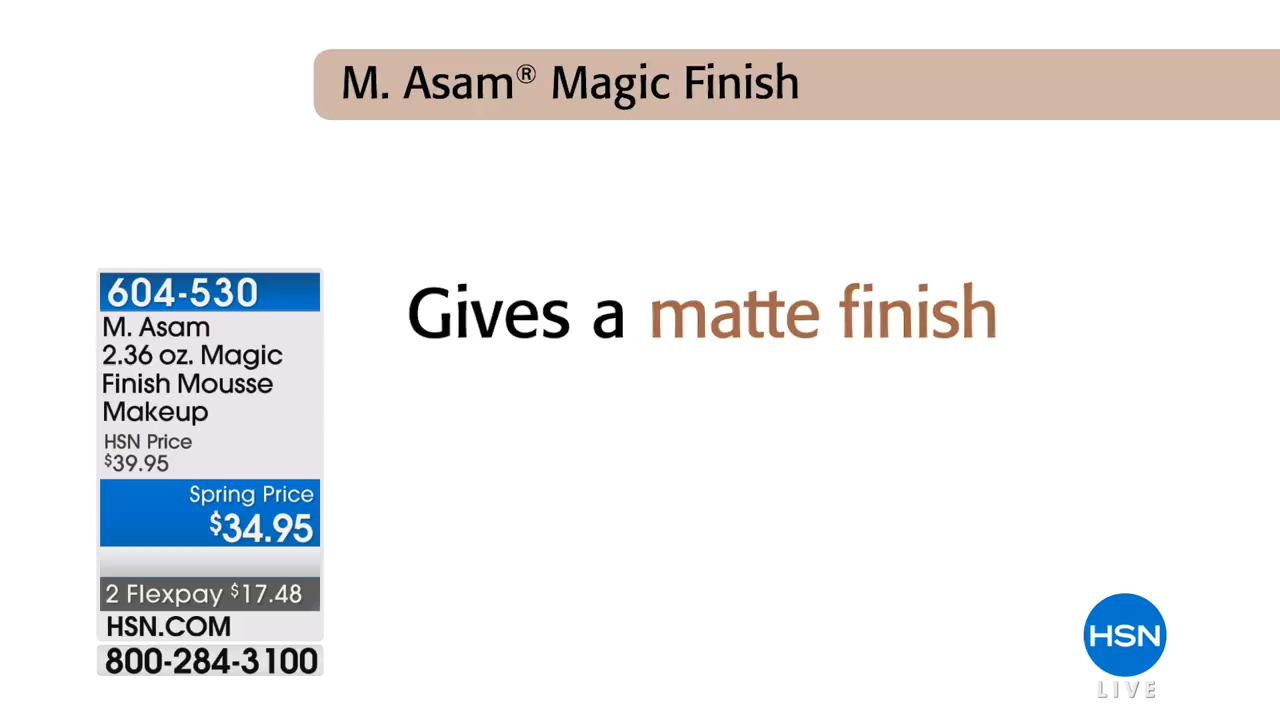 M. Asam® Magic Finish
Gives a matte finish
604-530
M. Asam
2.36 oz. Magic
Finish Mousse
Makeup
HSN Price
$39.95
Spring Price
$34.95
2 Flexpay $17.48
HSN.COM
800-284-3100
HSN
LIVE